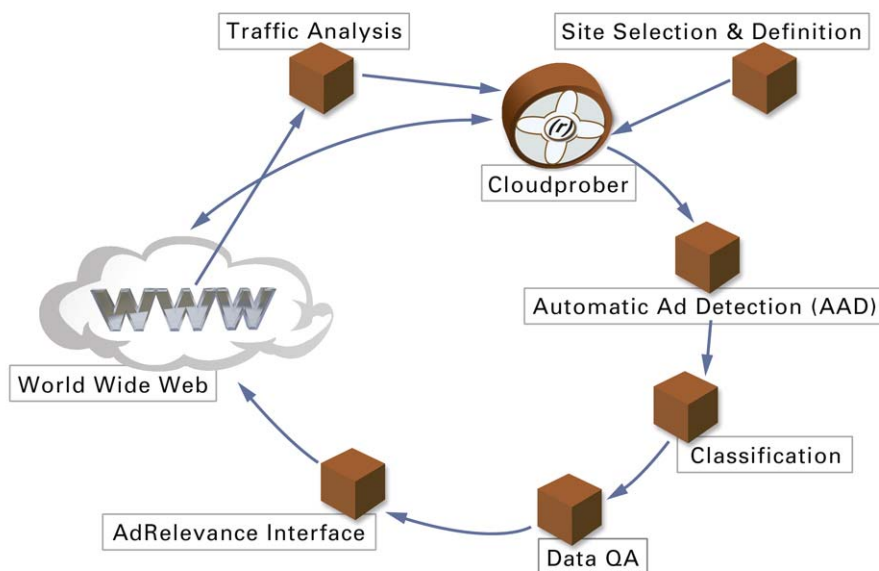 Traffic Analysis
Site Selection & Definition
(r)
Cloudprober
WWW
Automatic Ad Detection (AAD)
World Wide Web
Classification
AdRelevance Interface
Data QA